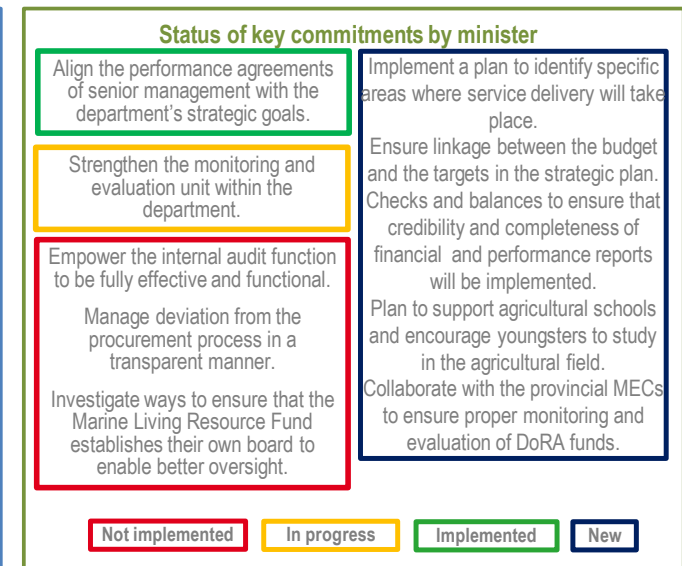 Status of key commitments by minister
Align the performance agreements
of senior management with the
department's strategic goals.
Strengthen the monitoring and
evaluation unit within the
department.
Empower the internal audit function
to be fully effective and functional.
Manage deviation from the
procurement process in a
transparent manner.
Investigate ways to ensure that the
Marine Living Resource Fund
establishes their own board to
enable better oversight.
Implement a plan to identify specific
areas where service delivery will take
place.
Ensure linkage between the budget
and the targets in the strategic plan.
Checks and balances to ensure that
credibility and completeness of
financial and performance reports
will be implemented.
Plan to support agricultural schools
and encourage youngsters to study
in the agricultural field.
Collaborate with the provincial MECs
to ensure proper monitoring and
evaluation of DoRA funds.
Not implemented
In progress
Implemented
New